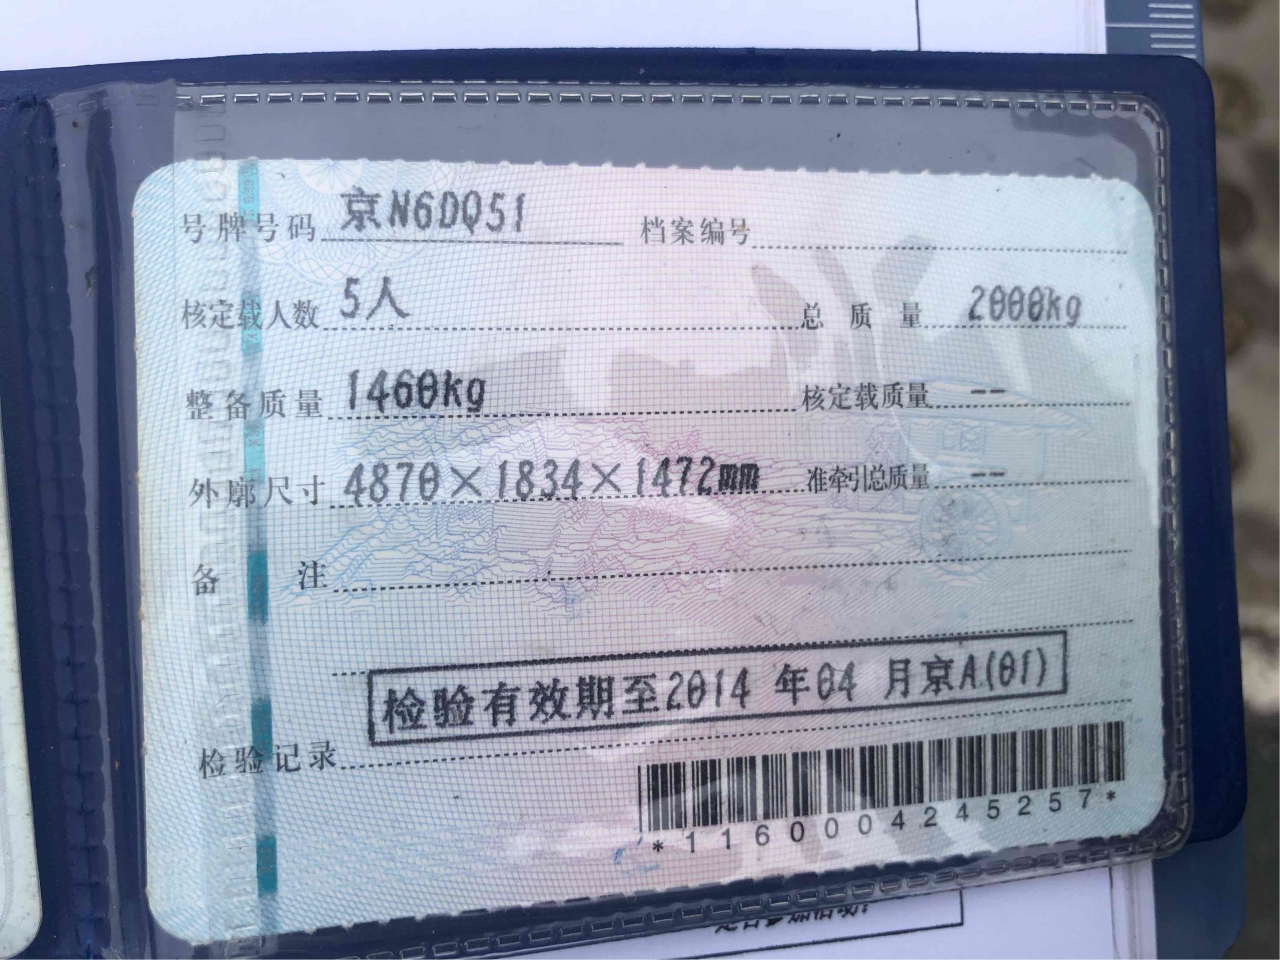 号牌号码 京N6DQ51 档案编号
核定载人数 5人 总质量 2000kg
整备质量 1460kg 核定载质量 --
外廓尺寸 4870×1834×1472mm 准牵引总质量 --
备注
检验有效期至2014年04月京A(01)
检验记录
*1160004245257*